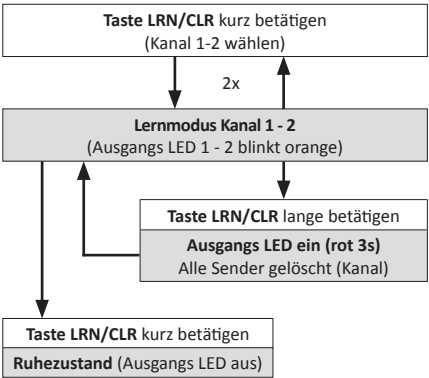 Taste LRN/CLR kurz betätigen
(Kanal 1-2 wählen)
2x
Lernmodus Kanal 1 - 2
(Ausgangs LED 1 - 2 blinkt orange)
Taste LRN/CLR lange betätigen
Ausgangs LED ein (rot 3s)
Alle Sender gelöscht (Kanal)
Taste LRN/CLR kurz betätigen
Ruhezustand (Ausgangs LED aus)